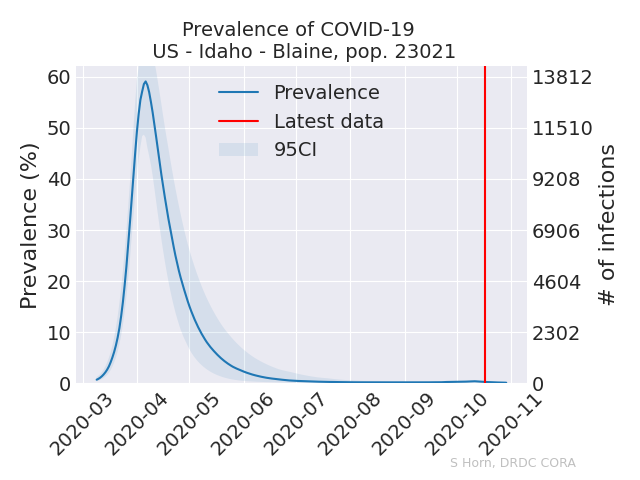 Prevalence of COVID-19
US - Idaho - Blaine, pop. 23021
Prevalence
Latest data
95CI
Prevalence (%)
60
50
40
30
20
10
0
# of infections
13812
11510
9208
6906
4604
2302
0
2020-03
2020-04
2020-05
2020-06
2020-07
2020-08
2020-09
2020-10
2020-11
S Horn, DRDC CORA